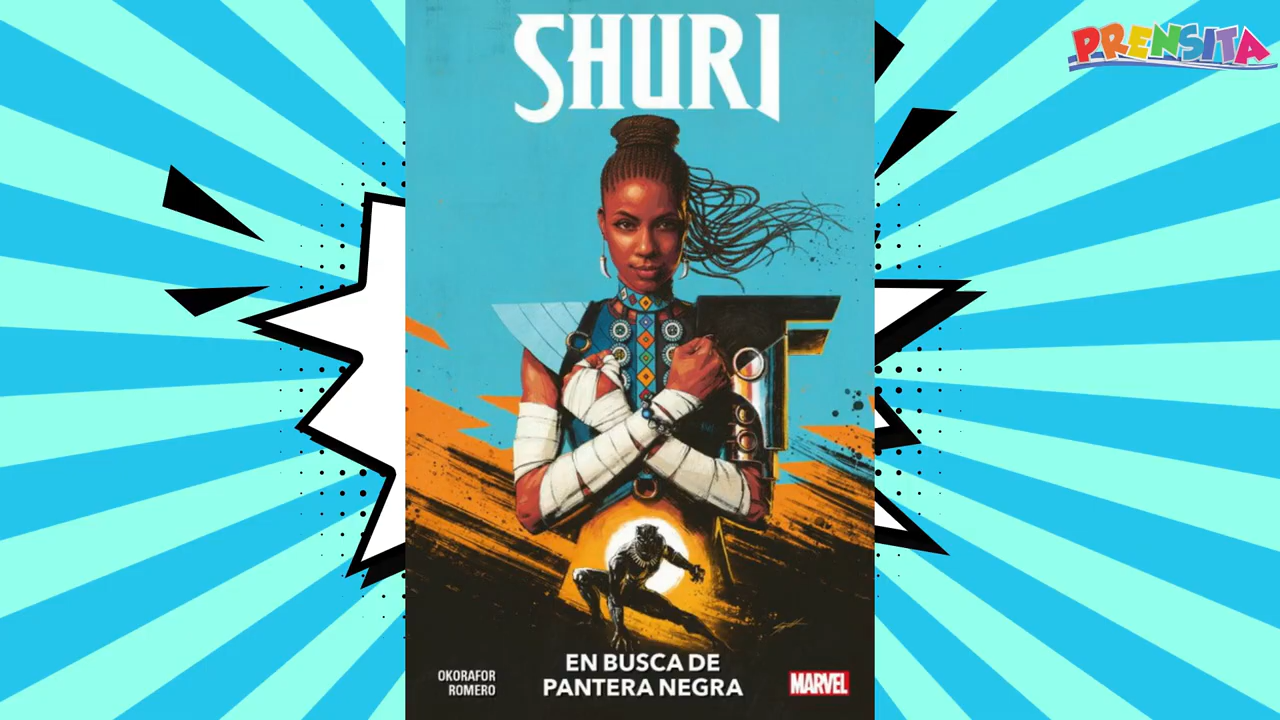 SHURI
PRENSITA
EN BUSCA DE
PANTERA NEGRA
OKORAFOR
ROMERO
MARVEL